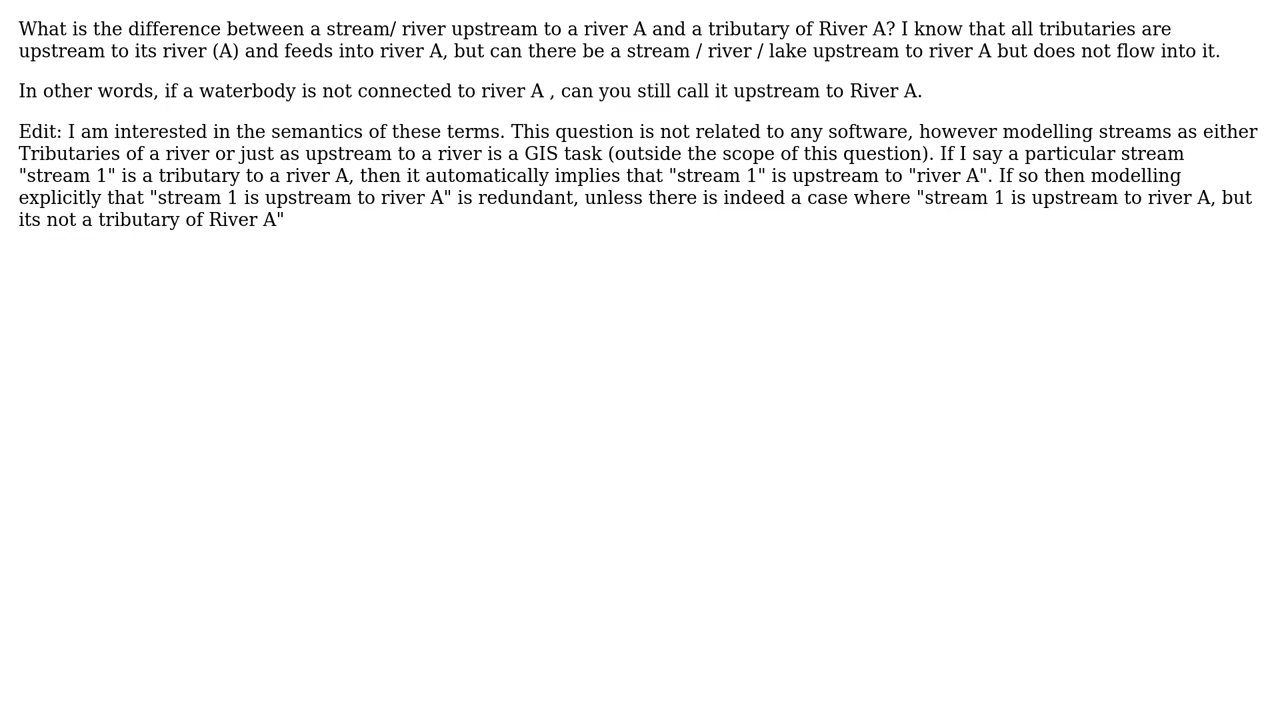 What is the difference between a stream/ river upstream to a river A and a tributary of River A? I know that all tributaries are
upstream to its river (A) and feeds into river A, but can there be a stream / river / lake upstream to river A but does not flow into it.
In other words, if a waterbody is not connected to river A , can you still call it upstream to River A.
Edit: I am interested in the semantics of these terms. This question is not related to any software, however modelling streams as either
Tributaries of a river or just as upstream to a river is a GIS task (outside the scope of this question). If I say a particular stream
"stream 1" is a tributary to a river A, then it automatically implies that "stream 1" is upstream to "river A". If so then modelling
explicitly that "stream 1 is upstream to river A" is redundant, unless there is indeed a case where "stream 1 is upstream to river A, but
its not a tributary of River A"